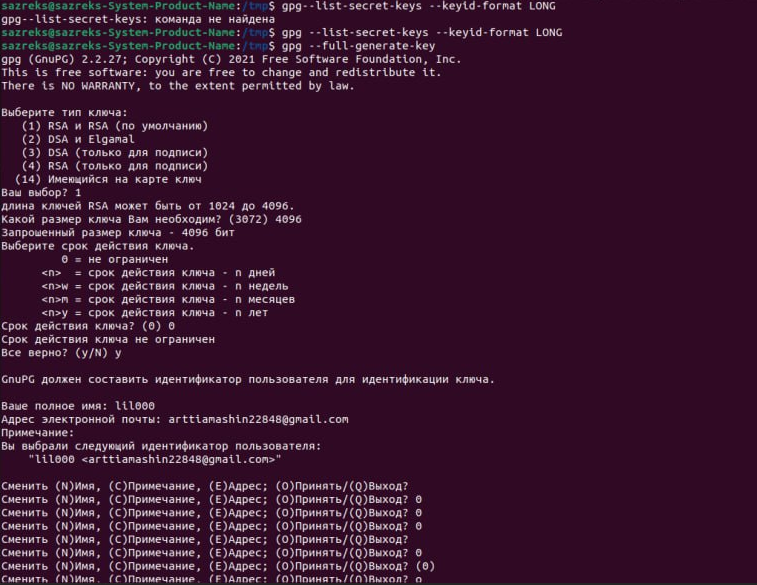 sazreks@sazreks-System-Product-Name:/tmp$ gpg--list-secret-keys --keyid-format LONG
gpg--list-secret-keys: команда не найдена
sazreks@sazreks-System-Product-Name:/tmp$ gpg --list-secret-keys --keyid-format LONG
sazreks@sazreks-System-Product-Name:/tmp$ gpg --full-generate-key
gpg (GnuPG) 2.2.27; Copyright (C) 2021 Free Software Foundation, Inc.
This is free software: you are free to change and redistribute it.
There is NO WARRANTY, to the extent permitted by law.
Выберите тип ключа:
(1) RSA и RSA (по умолчанию)
(2) DSA и Elgamal
(3) DSA (только для подписи)
(4) RSA (только для подписи)
(14) Имеющийся на карте ключ
Ваш выбор? 1
длина ключей RSA может быть от 1024 до 4096.
Какой размер ключа Вам необходим? (3072) 4096
Запрошенный размер ключа - 4096 бит
Выберите срок действия ключа.
0 = не ограничен
<n> = срок действия ключа - n дней
<n>w = срок действия ключа - n недель
<n>m = срок действия ключа - n месяцев
<n>y = срок действия ключа - n лет
Срок действия ключа? (0) 0
Срок действия ключа не ограничен
Все верно? (y/N) y
GnuPG должен составить идентификатор пользователя для идентификации ключа.
Ваше полное имя: lil000
Адрес электронной почты: arttiamashin22848@gmail.com
Примечание:
Вы выбрали следующий идентификатор пользователя:
"lil000 <arttiamashin22848@gmail.com>"
Сменить (N)Имя, (C)Примечание, (E)Адрес; (O)Принять/(Q)Выход?
Сменить (N)Имя, (C)Примечание, (E)Адрес; (O)Принять/(Q)Выход? 0
Сменить (N)Имя, (C)Примечание, (E)Адрес; (O)Принять/(Q)Выход? 0
Сменить (N)Имя, (C)Примечание, (E)Адрес; (O)Принять/(Q)Выход? 0
Сменить (N)Имя, (C)Примечание, (E)Адрес; (O)Принять/(Q)Выход?
Сменить (N)Имя, (C)Примечание, (E)Адрес; (O)Принять/(Q)Выход? 0
Сменить (N)Имя, (C)Примечание, (E)Адрес; (O)Принять/(Q)Выход? (0)
Сменить (N)Имя, (C)Примечание, (E)Адрес; (O)Принять/(Q)Выход? o